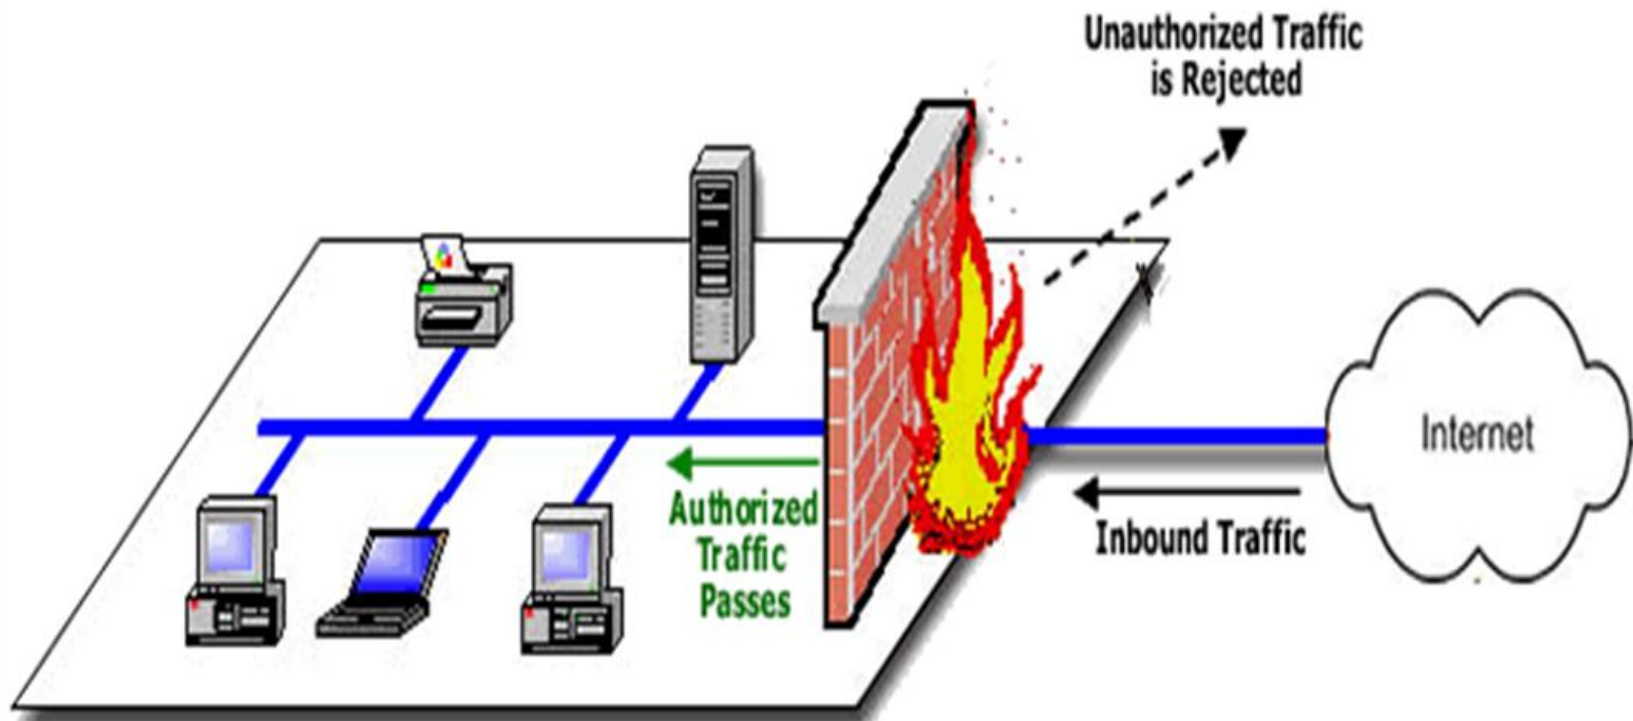 Unauthorized Traffic
is Rejected
Internet
Authorized
Traffic
Passes
Inbound Traffic